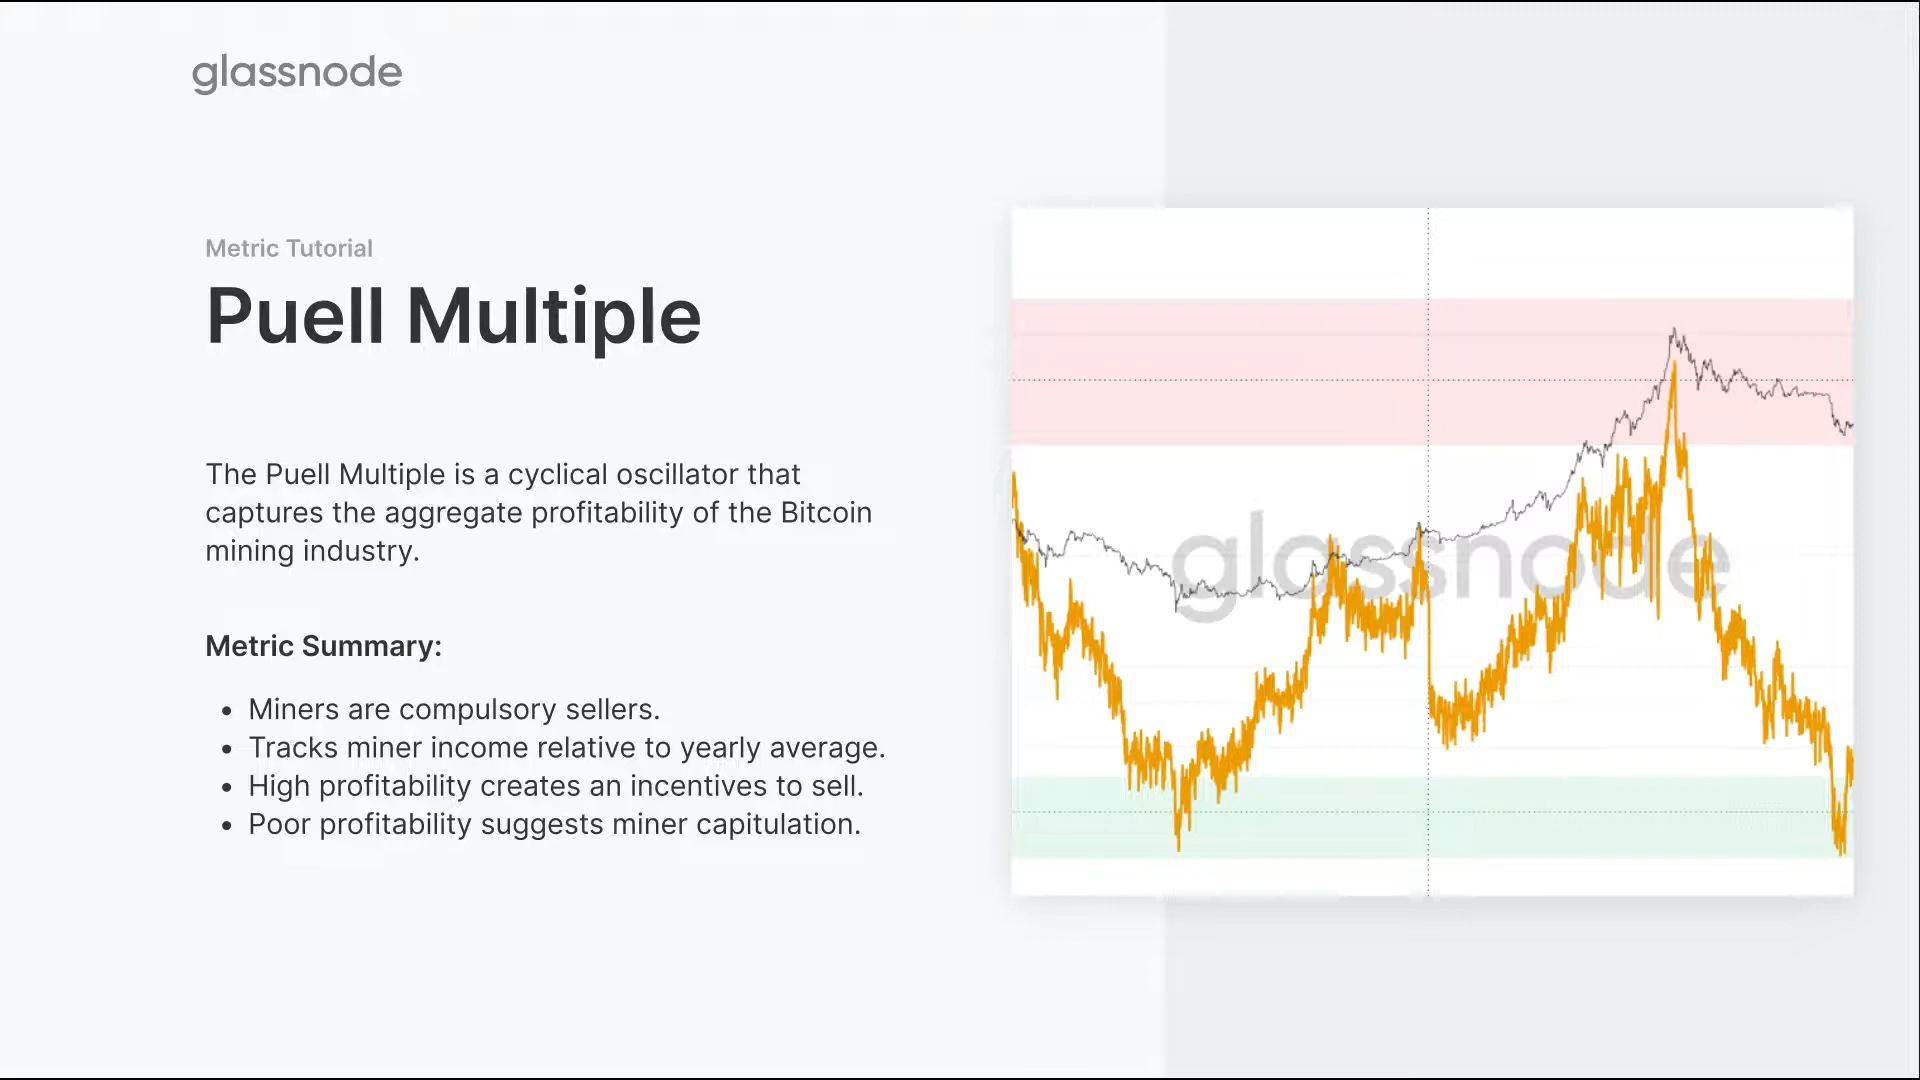 glassnode
Metric Tutorial
Puell Multiple
The Puell Multiple is a cyclical oscillator that
captures the aggregate profitability of the Bitcoin
mining industry.
Metric Summary:
• Miners are compulsory sellers.
• Tracks miner income relative to yearly average.
• High profitability creates an incentives to sell.
• Poor profitability suggests miner capitulation.
glassnode